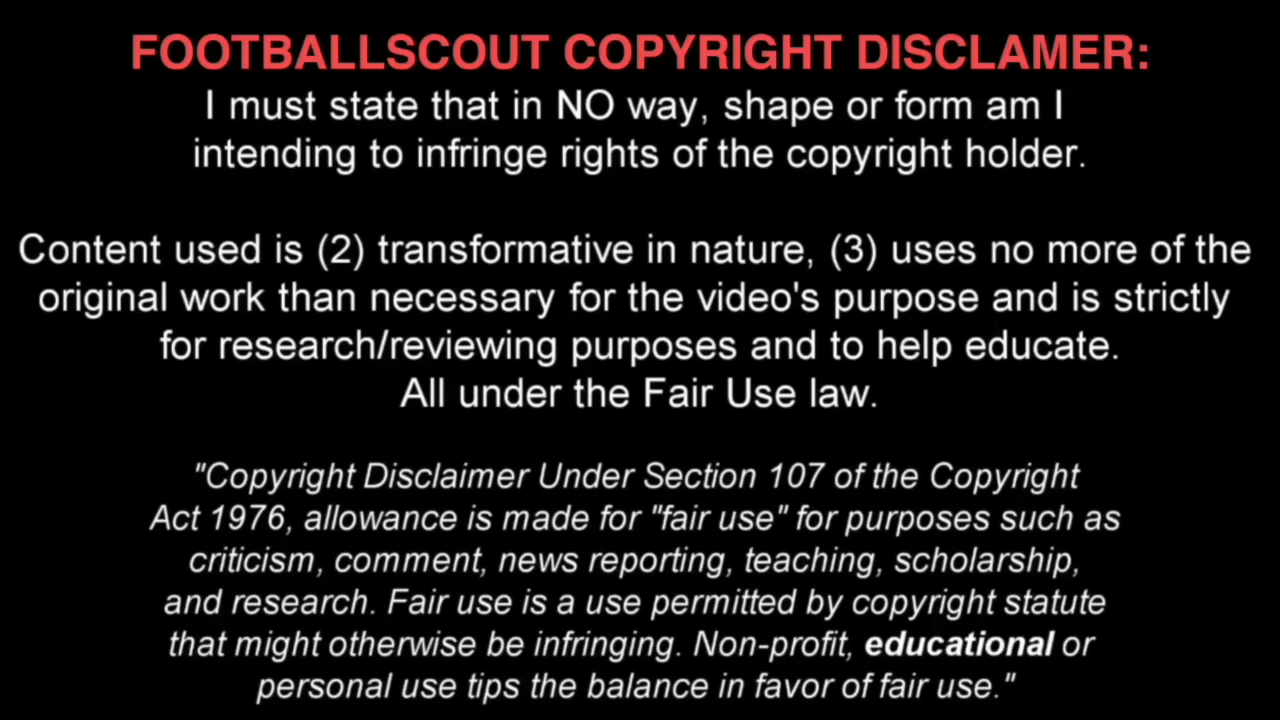 FOOTBALLSCOUT COPYRIGHT DISCLAMER:
I must state that in NO way, shape or form am I
intending to infringe rights of the copyright holder.
Content used is (2) transformative in nature, (3) uses no more of the
original work than necessary for the video's purpose and is strictly
for research/reviewing purposes and to help educate.
All under the Fair Use law.
"Copyright Disclaimer Under Section 107 of the Copyright
Act 1976, allowance is made for "fair use" for purposes such as
criticism, comment, news reporting, teaching, scholarship,
and research. Fair use is a use permitted by copyright statute
that might otherwise be infringing. Non-profit, educational or
personal use tips the balance in favor of fair use."